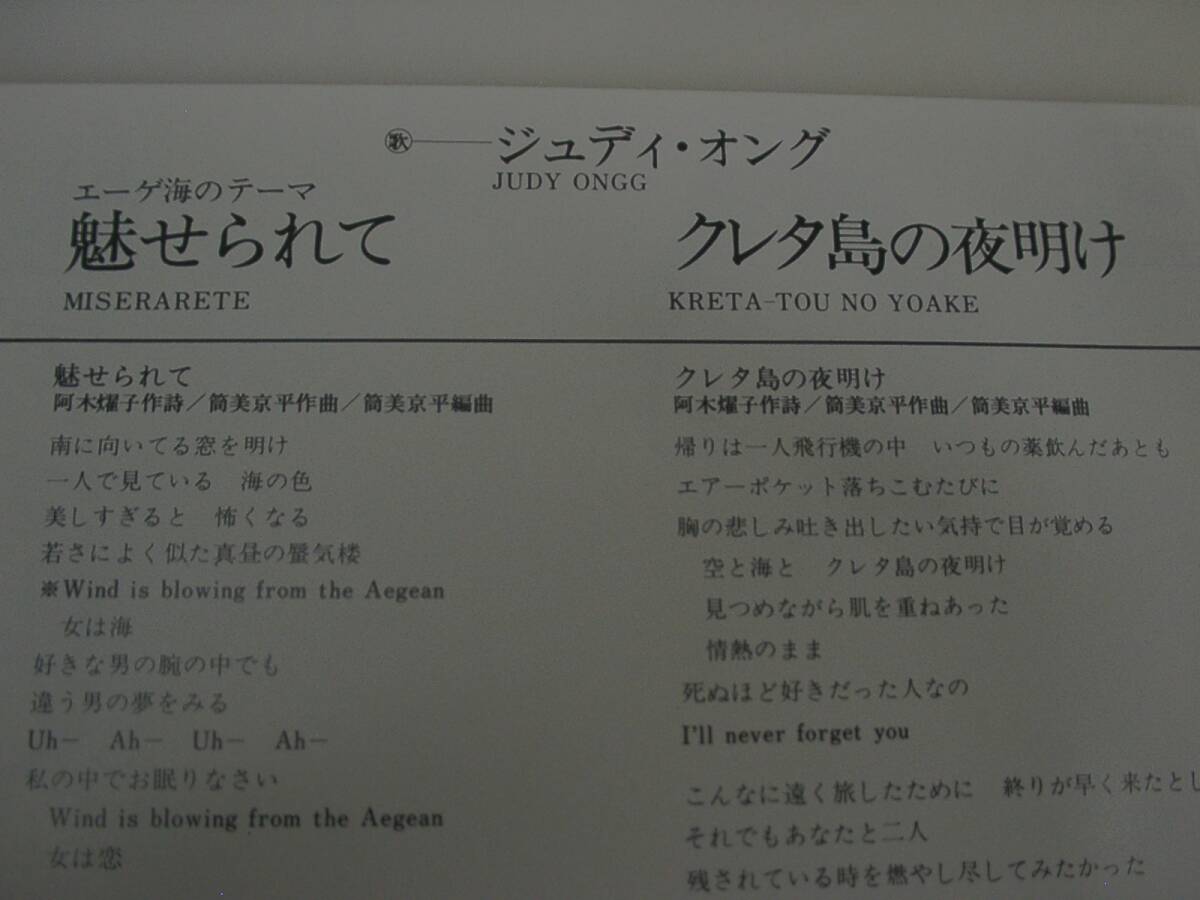 歌——ジュディ・オング
JUDY ONGG
エーゲ海のテーマ
魅せられて
MISERARETE
クレタ島の夜明け
KRETA-TOU NO YOAKE
魅せられて
阿木燿子作詩／筒美京平作曲／筒美京平編曲
南に向いてる窓を明け
一人で見ている　海の色
美しすぎると　怖くなる
若さによく似た真昼の蜃気楼
※Wind is blowing from the Aegean
女は海
好きな男の腕の中でも
違う男の夢をみる
Uh－　Ah－　Uh－　Ah－
私の中でお眠りなさい
Wind is blowing from the Aegean
女は恋
クレタ島の夜明け
阿木燿子作詩／筒美京平作曲／筒美京平編曲
帰りは一人飛行機の中　いつもの薬飲んだあとも
エアーポケット落ちこむたびに
胸の悲しみ吐き出したい気持で目が覚める
空と海と　クレタ島の夜明け
見つめながら肌を重ねあった
情熱のまま
死ぬほど好きだった人なの
I'll never forget you
こんなに遠く旅したために　終りが早く来たとし
それでもあなたと二人
残されている時を燃やし尽してみたかった